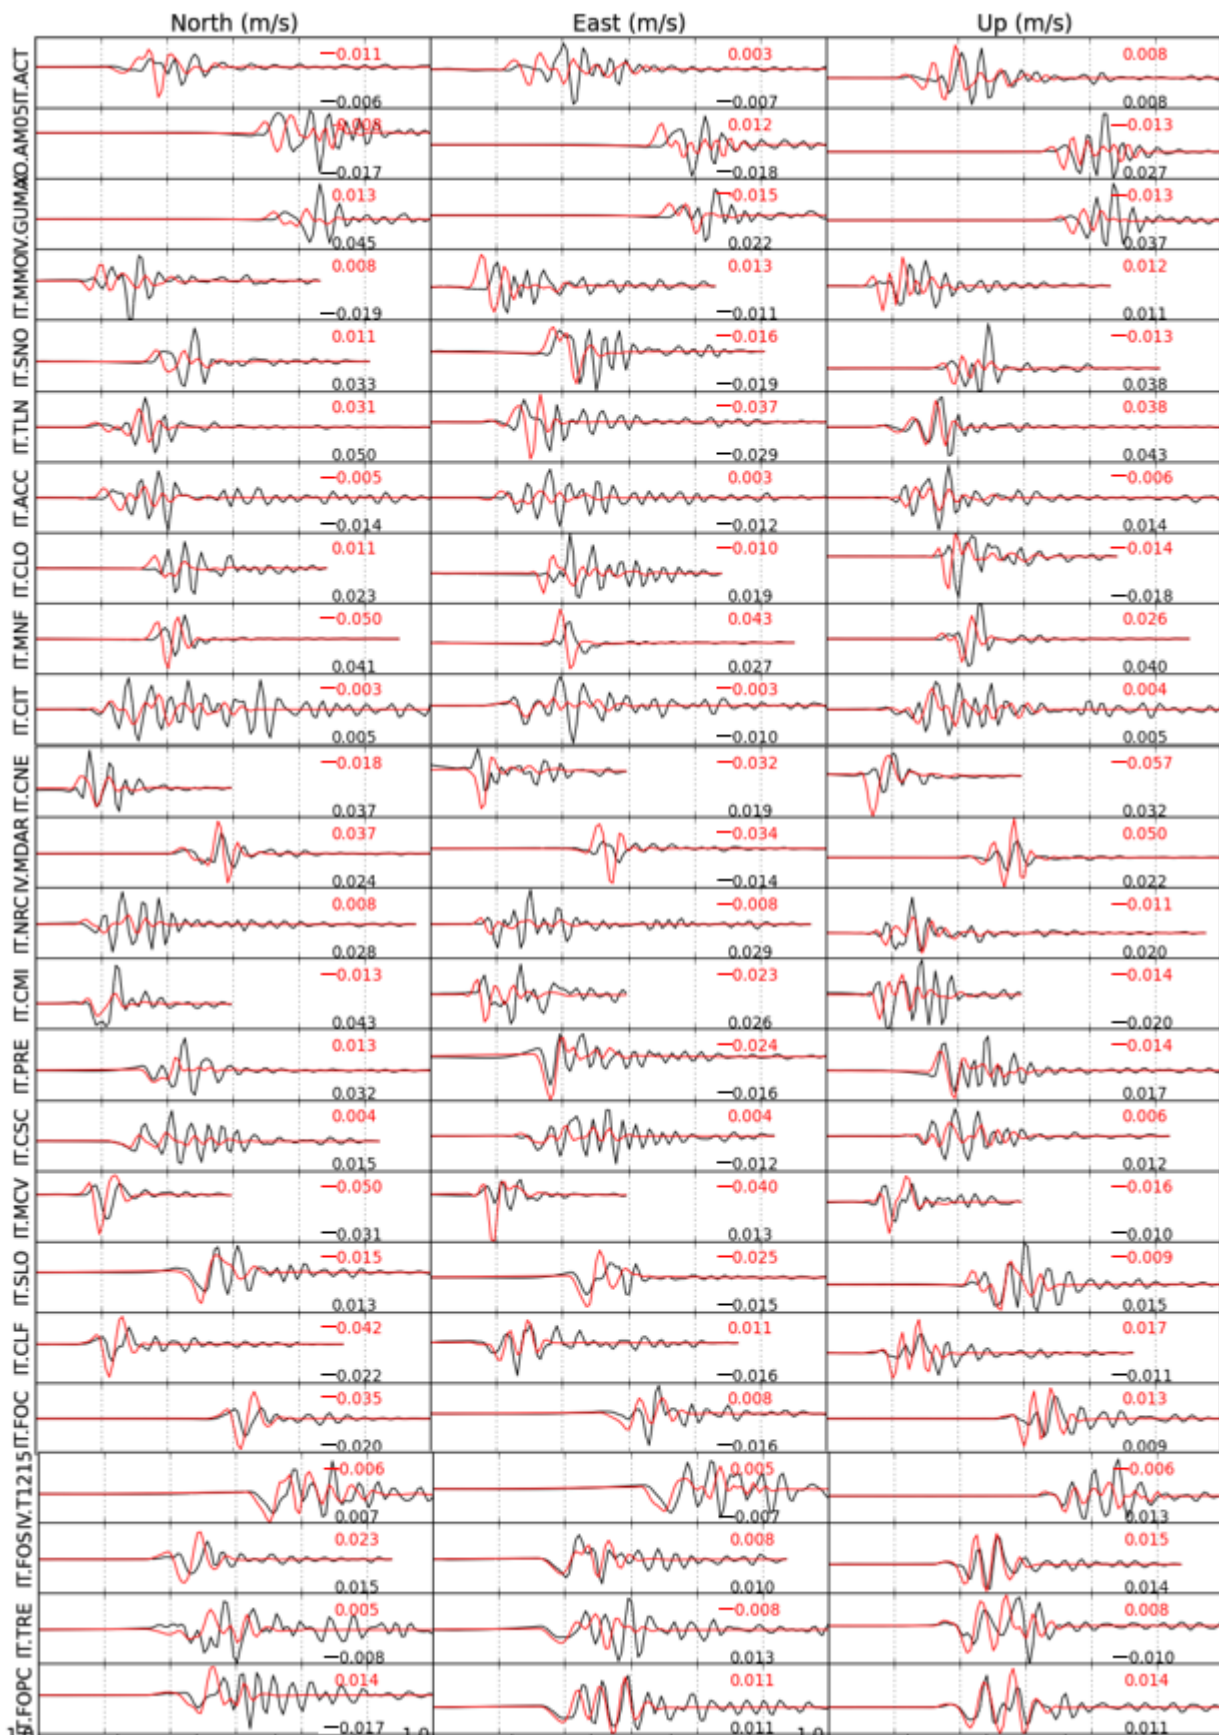 North (m/s) East (m/s) Up (m/s)
IT.ACT −0.011 0.003 0.008
−0.006 −0.007 0.008
XO.AM05 −0.008 0.012 −0.013
−0.017 −0.018 0.027
IV.GUMA 0.013 −0.015 −0.013
0.045 0.022 0.037
IT.MMO 0.008 0.013 0.012
−0.019 −0.011 0.011
IT.SNO 0.011 −0.016 −0.013
0.033 −0.019 0.038
IT.TLN 0.031 −0.037 0.038
0.050 −0.029 0.043
IT.ACC −0.005 0.003 −0.006
−0.014 −0.012 0.014
IT.CLO 0.011 −0.010 −0.014
0.023 0.019 −0.018
IT.MNF −0.050 0.043 0.026
0.041 0.027 0.040
IT.CIT −0.003 −0.003 0.004
0.005 −0.010 0.005
IT.CNE −0.018 −0.032 −0.057
0.037 0.019 0.032
IV.MDAR 0.037 −0.034 0.050
0.024 −0.014 0.022
IT.NRC 0.008 −0.008 −0.011
0.028 0.029 0.020
IT.CMI −0.013 −0.023 −0.014
0.043 0.026 −0.020
IT.PRE 0.013 −0.024 −0.014
0.032 −0.016 0.017
IT.CSC 0.004 0.004 0.006
0.015 −0.012 0.012
IT.MCV −0.050 −0.040 −0.016
−0.031 0.013 −0.010
IT.SLO −0.015 −0.025 −0.009
0.013 −0.015 0.015
IT.CLF −0.042 0.011 0.017
−0.022 −0.016 −0.011
IT.FOC −0.035 0.008 0.013
−0.020 −0.016 0.009
IV.T1215 −0.006 0.005 −0.006
0.007 −0.007 0.013
IT.FOS 0.023 0.008 0.015
0.015 0.010 0.014
IT.TRE 0.005 −0.008 0.008
−0.008 0.013 −0.010
IT.FOPC 0.014 0.011 0.014
−0.017 0.011 0.011